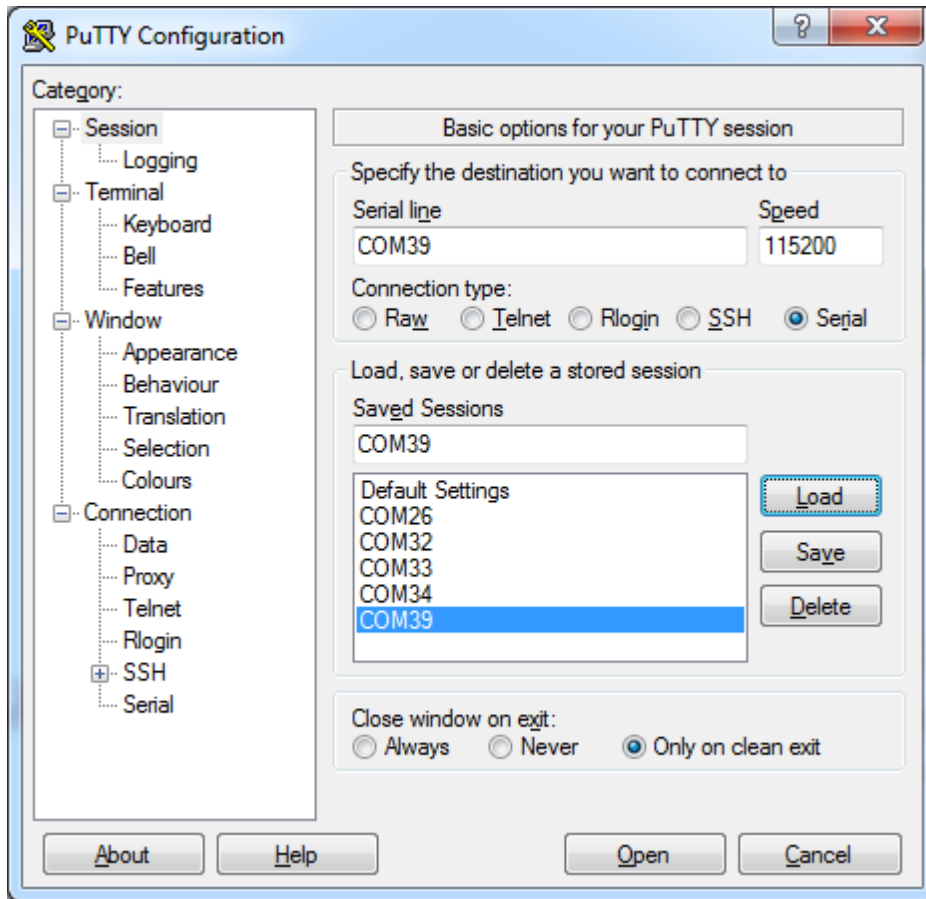 PuTTY Configuration
Category:
Session
Logging
Terminal
Keyboard
Bell
Features
Window
Appearance
Behaviour
Translation
Selection
Colours
Connection
Data
Proxy
Telnet
Rlogin
SSH
Serial
Basic options for your PuTTY session
Specify the destination you want to connect to
Serial line Speed
COM39 115200
Connection type:
Raw Telnet Rlogin SSH Serial
Load, save or delete a stored session
Saved Sessions
COM39
Default Settings
COM26
COM32
COM33
COM34
COM39
Load
Save
Delete
Close window on exit:
Always Never Only on clean exit
About Help Open Cancel